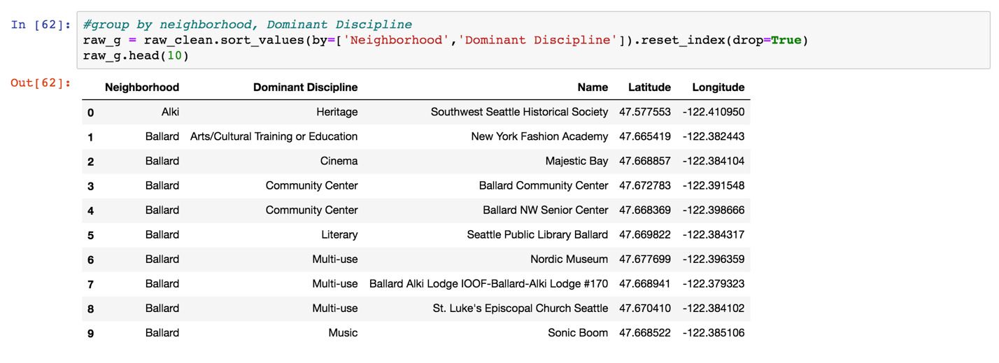 In [62]: #group by neighborhood, Dominant Discipline
raw_g = raw_clean.sort_values(by=['Neighborhood','Dominant Discipline']).reset_index(drop=True)
raw_g.head(10)
Out[62]: Neighborhood Dominant Discipline Name Latitude Longitude
0 Alki Heritage Southwest Seattle Historical Society 47.577553 -122.410950
1 Ballard Arts/Cultural Training or Education New York Fashion Academy 47.665419 -122.382443
2 Ballard Cinema Majestic Bay 47.668857 -122.384104
3 Ballard Community Center Ballard Community Center 47.672783 -122.391548
4 Ballard Community Center Ballard NW Senior Center 47.668369 -122.398666
5 Ballard Literary Seattle Public Library Ballard 47.669822 -122.384317
6 Ballard Multi-use Nordic Museum 47.677699 -122.396359
7 Ballard Multi-use Ballard Alki Lodge IOOF-Ballard-Alki Lodge #170 47.668941 -122.379323
8 Ballard Multi-use St. Luke's Episcopal Church Seattle 47.670410 -122.384102
9 Ballard Music Sonic Boom 47.668522 -122.385106